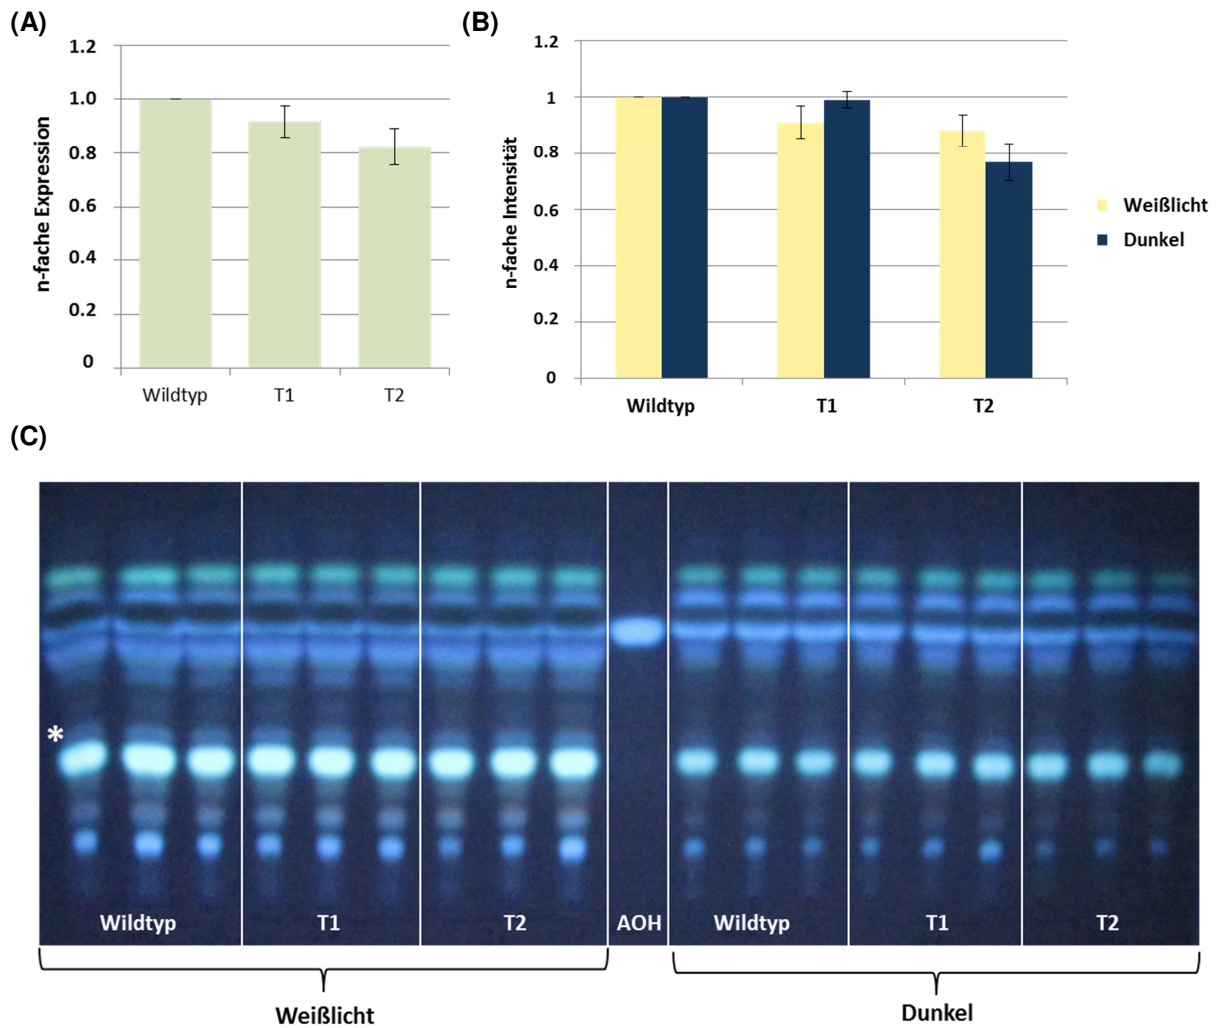 (A)
n-fache Expression
1.2
1.0
0.8
0.6
0.4
0.2
0
Wildtyp T1 T2
(B)
n-fache Intensität
1.2
1
0.8
0.6
0.4
0.2
0
Wildtyp T1 T2
Weißlicht
Dunkel
(C)
*
Wildtyp T1 T2 AOH Wildtyp T1 T2
Weißlicht Dunkel